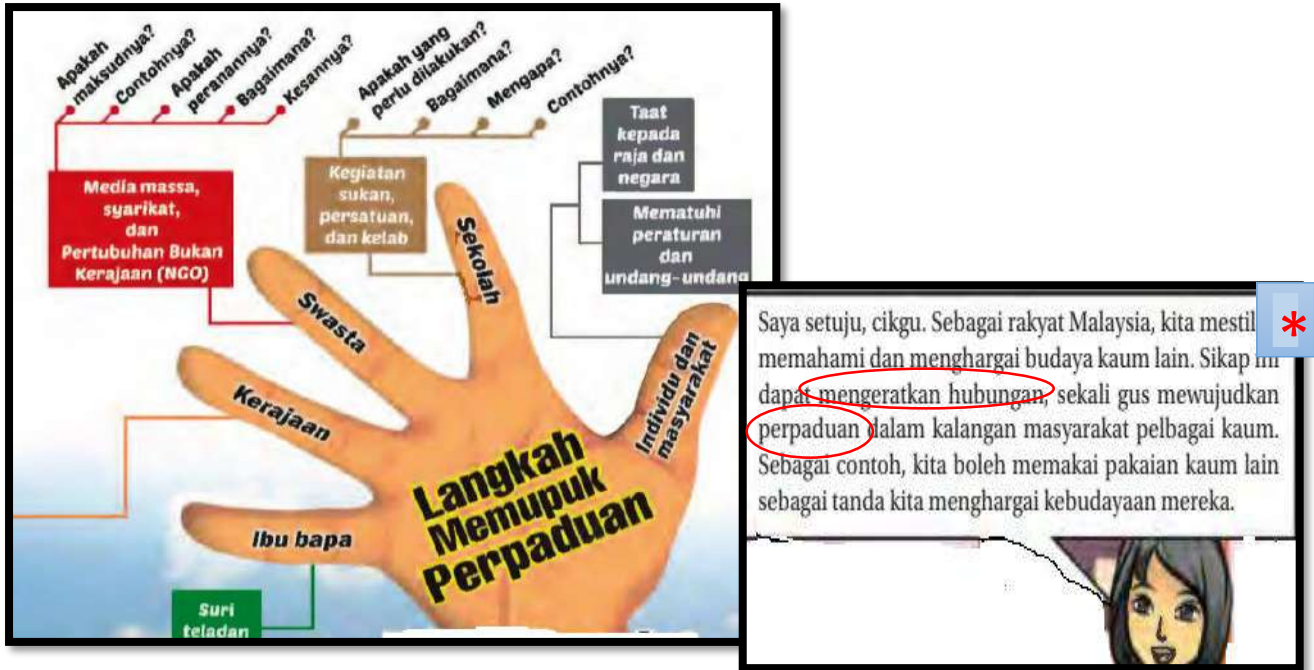 Apakah
maksudnya?
Contohnya?
Apakah
peranannya?
Bagaimana?
Kesannya?
Apakah yang
perlu dilakukan?
Bagaimana?
Mengapa?
Contohnya?
Media massa,
syarikat,
dan
Pertubuhan Bukan
Kerajaan (NGO)
Kegiatan
sukan,
persatuan,
dan kelab
Taat
kepada
raja dan
negara
Mematuhi
peraturan
dan
undang-undang
Sekolah
Swasta
Kerajaan
Ibu bapa
Individu dan
masyarakat
Langkah
Memupuk
Perpaduan
Suri
teladan
Saya setuju, cikgu. Sebagai rakyat Malaysia, kita mestil
*
memahami dan menghargai budaya kaum lain. Sikap ini
dapat mengeratkan hubungan, sekali gus mewujudkan
perpaduan dalam kalangan masyarakat pelbagai kaum.
Sebagai contoh, kita boleh memakai pakaian kaum lain
sebagai tanda kita menghargai kebudayaan mereka.